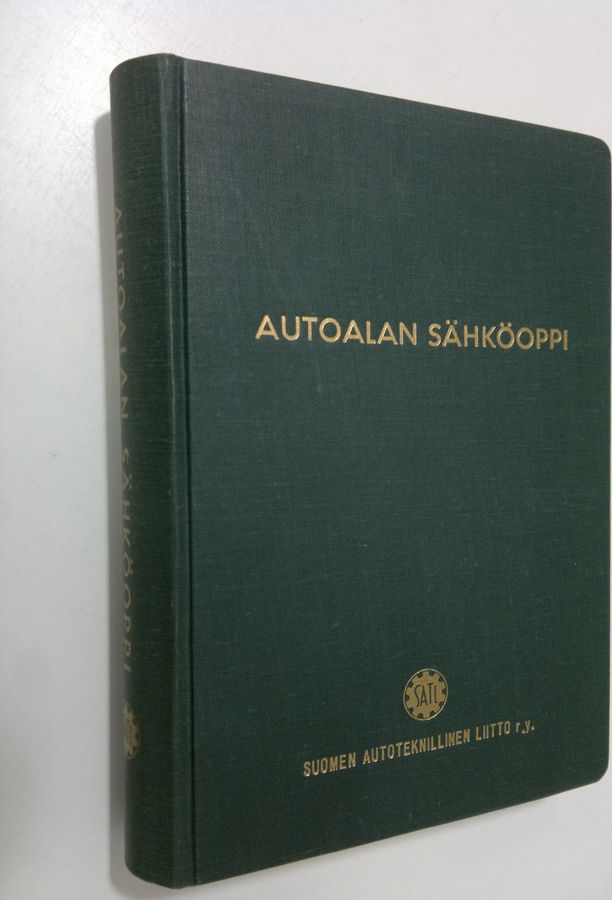 AUTOALAN SÄHKÖOPPI
AUTOALAN SÄHKÖOPPI
SATL
SUOMEN AUTOTEKNILLINEN LIITTO r.y.